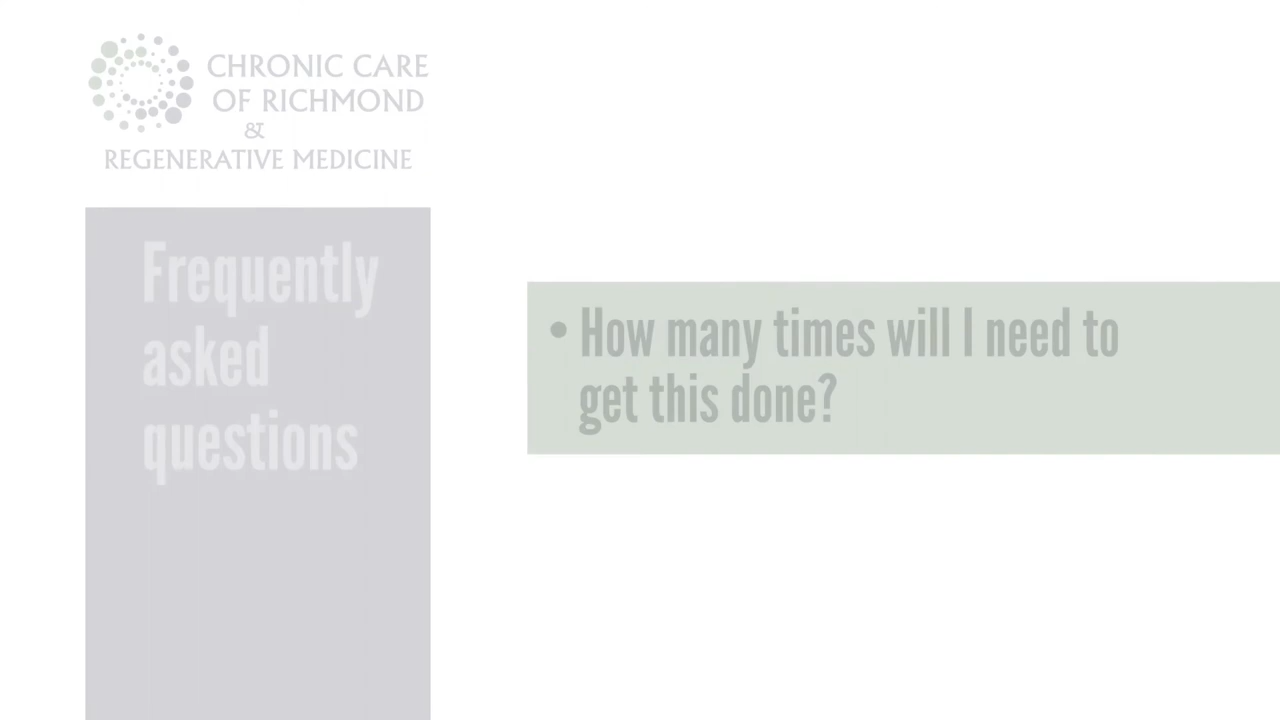 CHRONIC CARE
OF RICHMOND
&
REGENERATIVE MEDICINE
Frequently
asked
questions
• How many times will I need to
get this done?